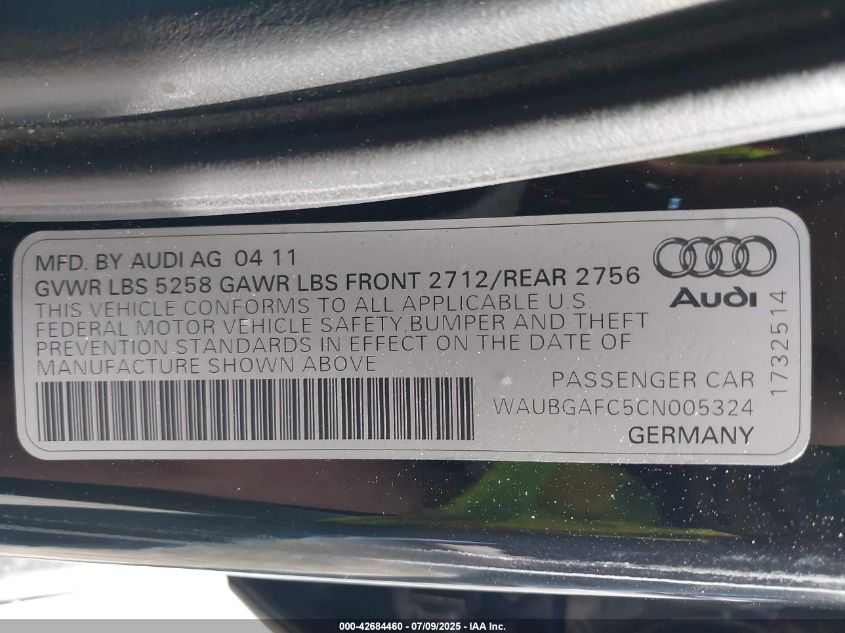 MFD. BY AUDI AG 04 11
GVWR LBS 5258 GAWR LBS FRONT 2712/REAR 2756
THIS VEHICLE CONFORMS TO ALL APPLICABLE U.S.
FEDERAL MOTOR VEHICLE SAFETY, BUMPER AND THEFT
PREVENTION STANDARDS IN EFFECT ON THE DATE OF
MANUFACTURE SHOWN ABOVE
Audi
1732514
PASSENGER CAR
WAUBGAFC5CN005324
GERMANY
000-42684460 - 07/09/2025 - IAA Inc.